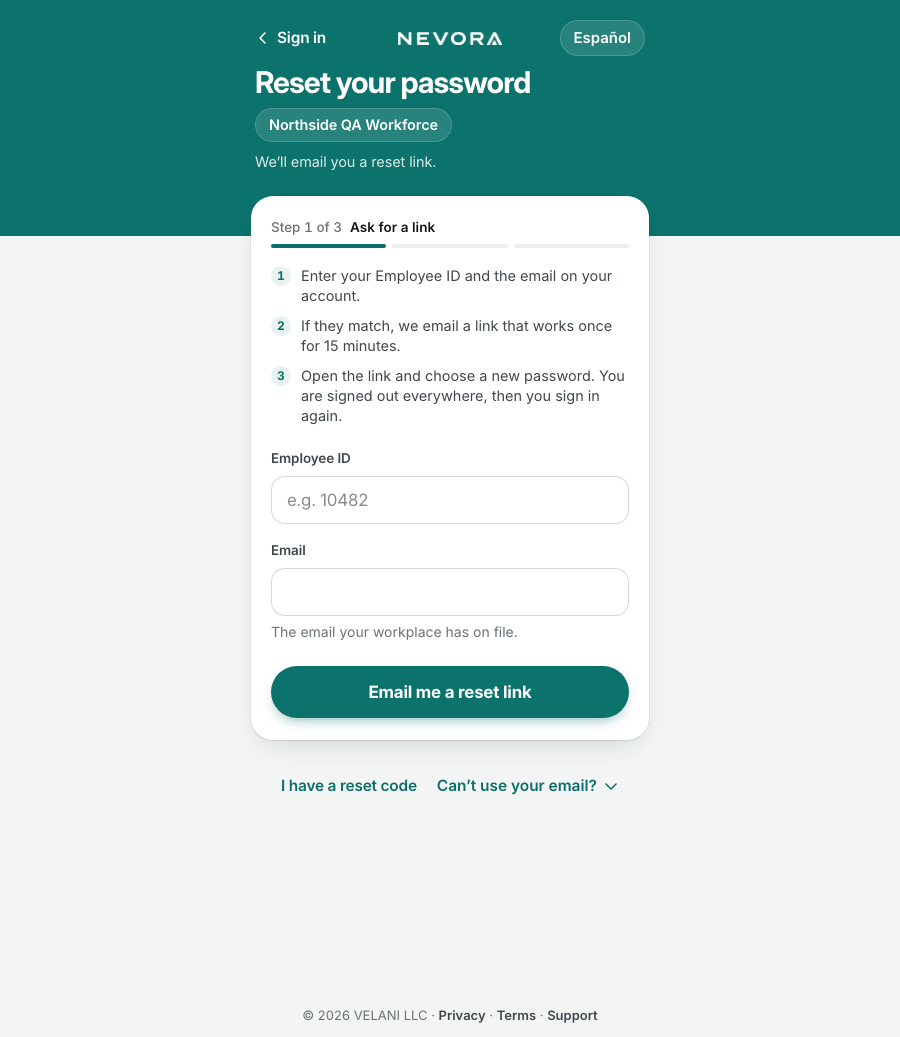 Sign in
NEVORA
Español
Reset your password
Northside QA Workforce
We’ll email you a reset link.
Step 1 of 3 Ask for a link
1 Enter your Employee ID and the email on your
account.
2 If they match, we email a link that works once
for 15 minutes.
3 Open the link and choose a new password. You
are signed out everywhere, then you sign in
again.
Employee ID
e.g. 10482
Email
The email your workplace has on file.
Email me a reset link
I have a reset code
Can’t use your email?
© 2026 VELANI LLC · Privacy · Terms · Support